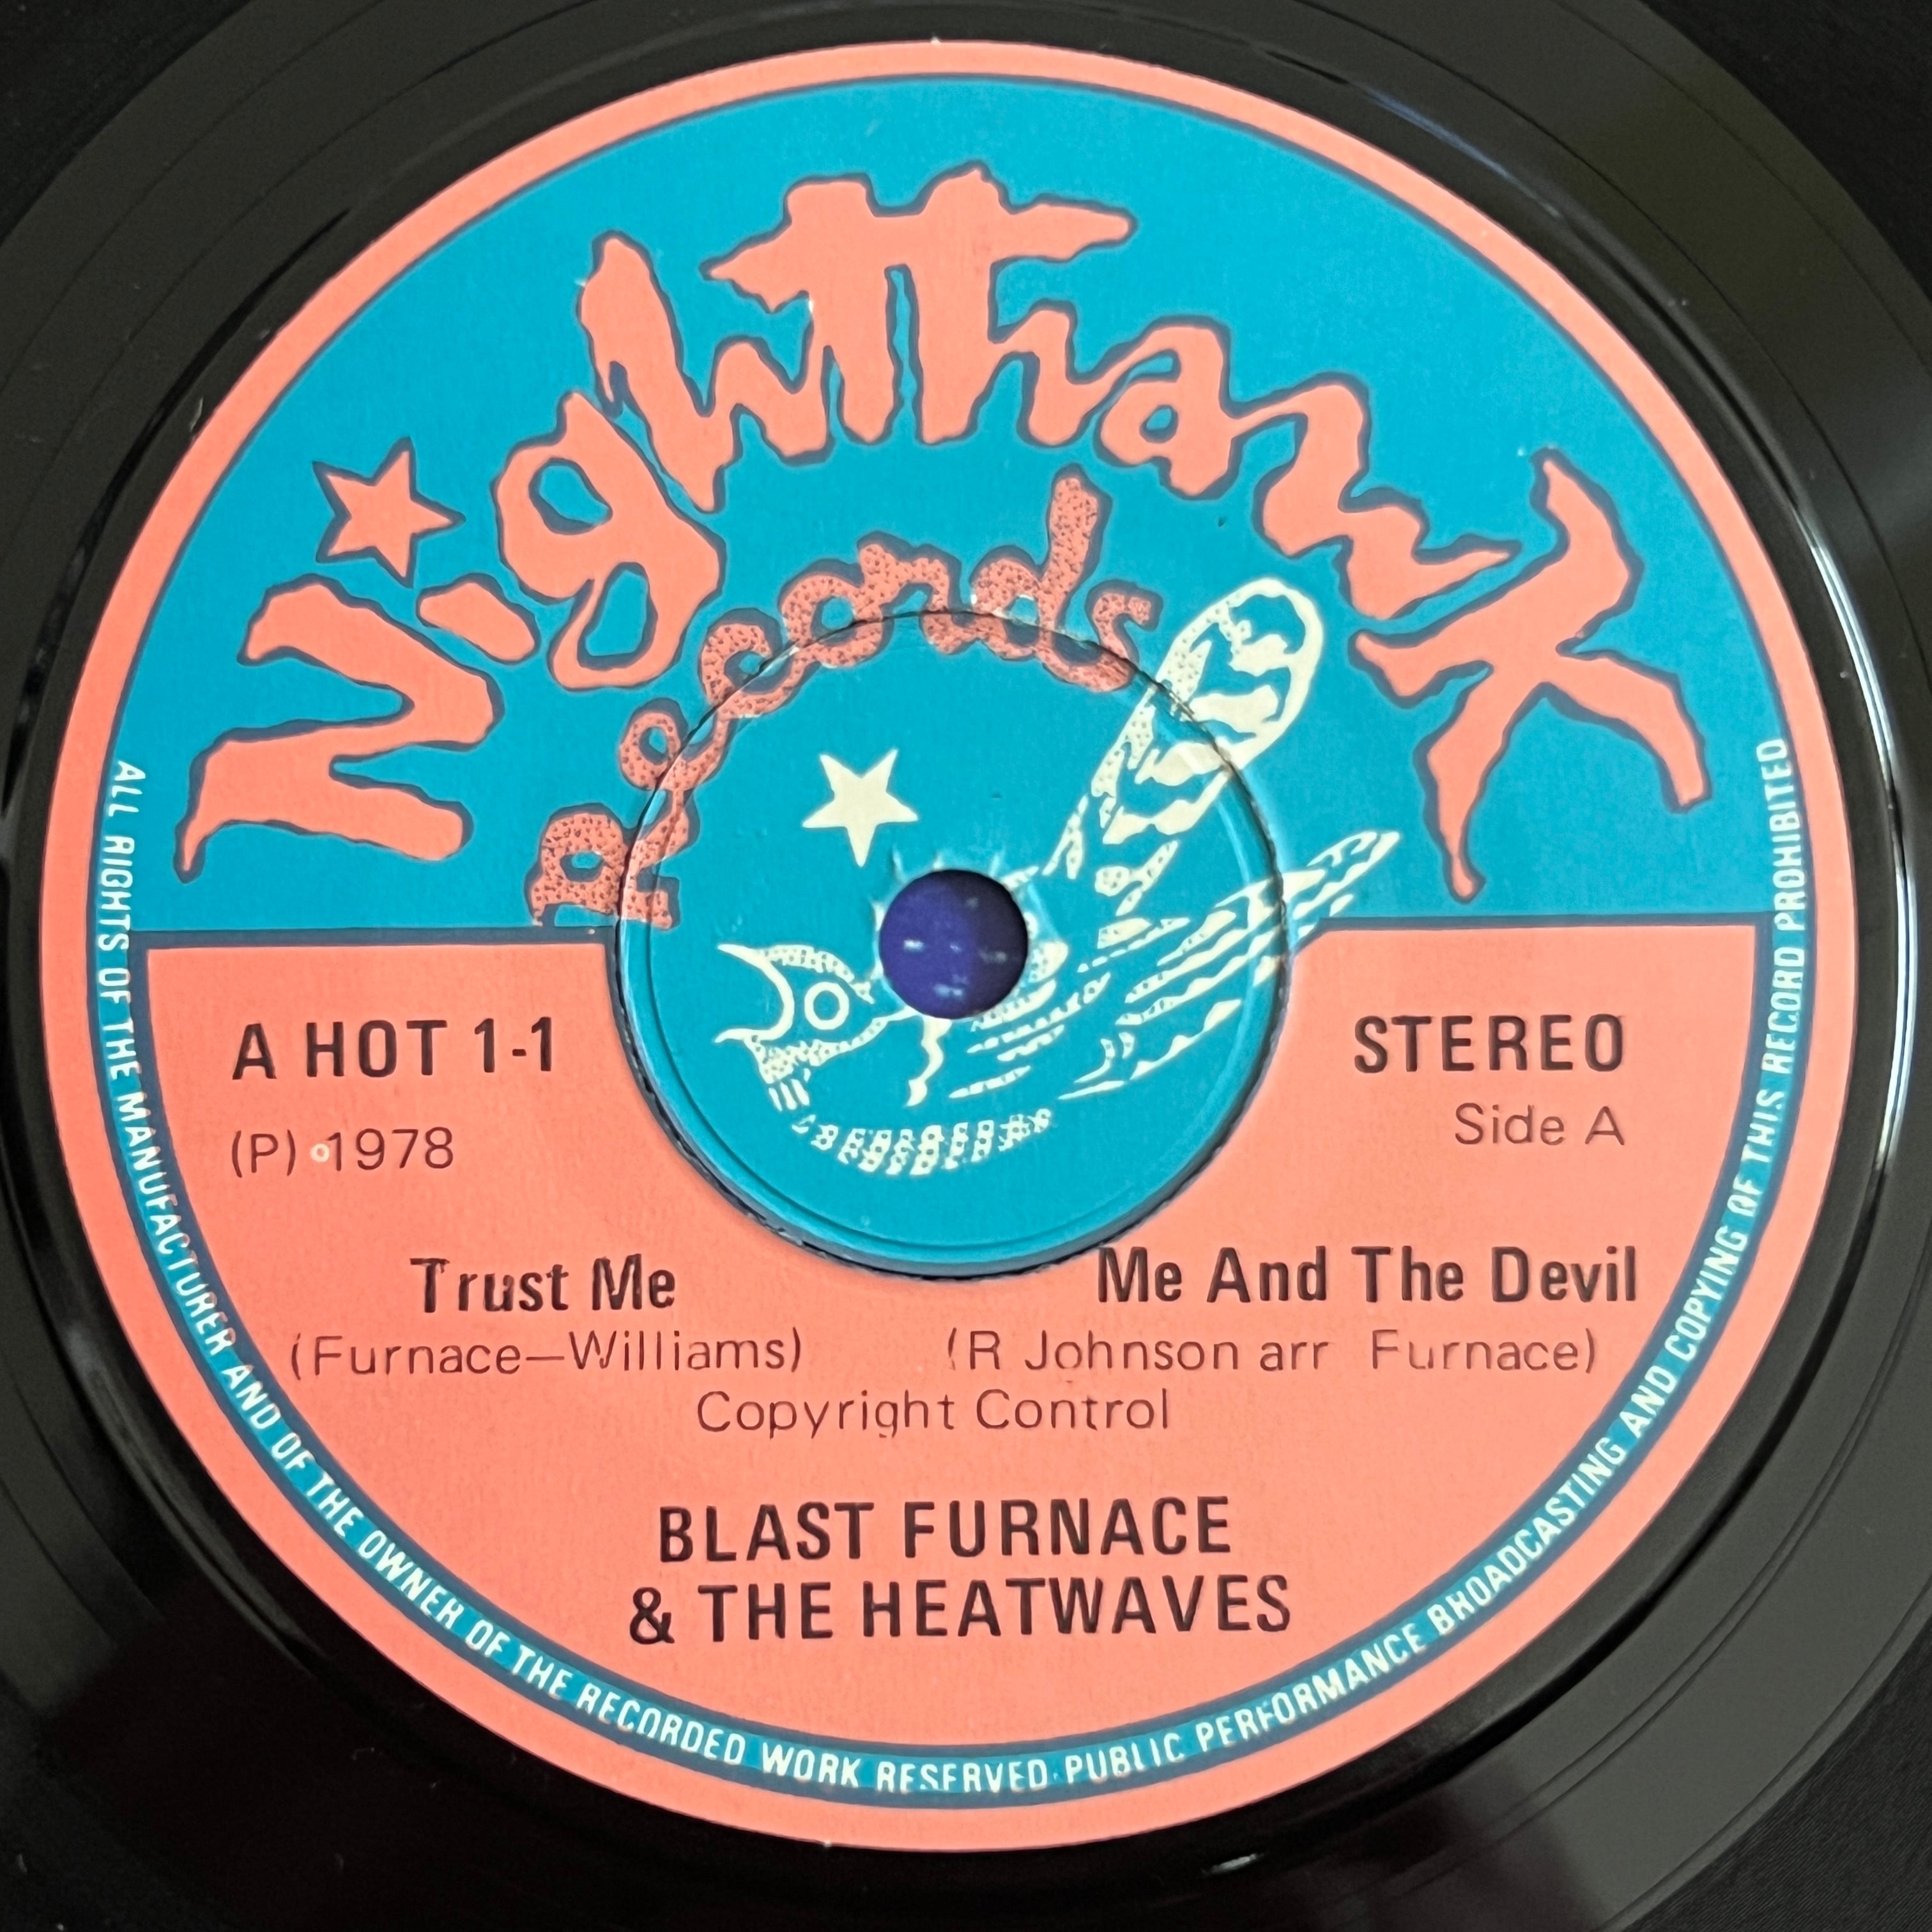 Nighthawk
Records
A HOT 1-1
STEREO
(P) 1978
Side A
Trust Me
Me And The Devil
(Furnace—Williams)
(R Johnson arr Furnace)
Copyright Control
BLAST FURNACE
& THE HEATWAVES
ALL RIGHTS OF THE MANUFACTURER AND OF THE OWNER OF THE RECORDED WORK RESERVED·PUBLIC PERFORMANCE BROADCASTING AND COPYING OF THIS RECORD PROHIBITED